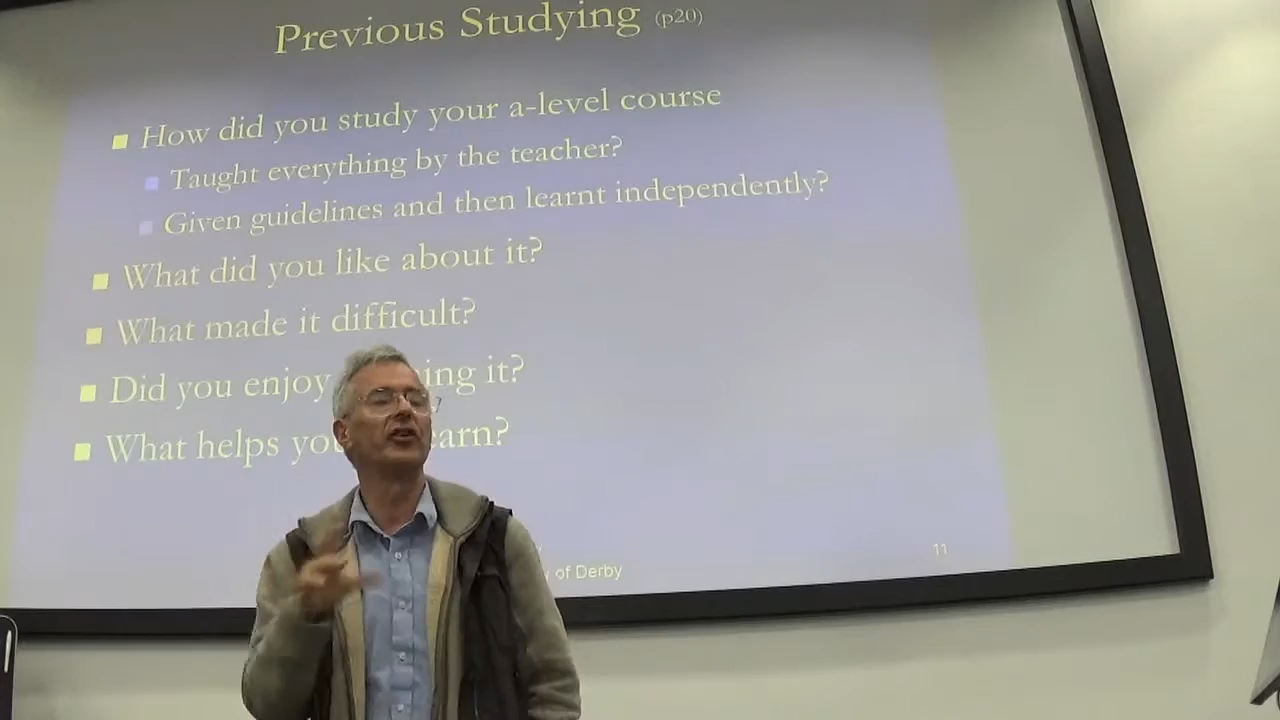 Previous Studying (p20)
How did you study your a-level course
Taught everything by the teacher?
Given guidelines and then learnt independently?
What did you like about it?
What made it difficult?
Did you enjoy ing it?
What helps you earn?
of Derby
11